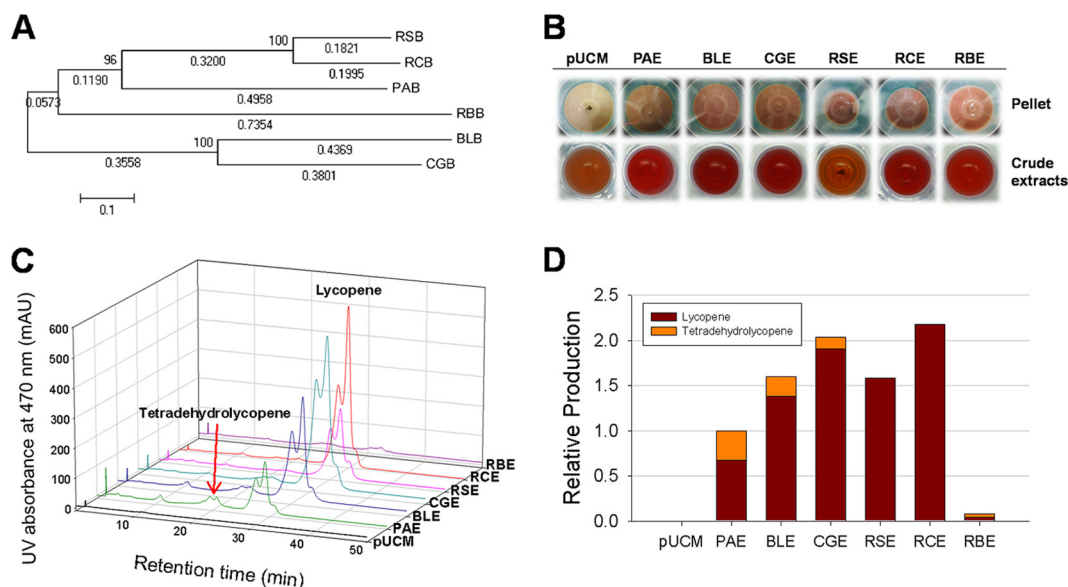 A
100
RSB
0.1821
96
0.3200
RCB
0.1995
0.1190
PAB
0.4958
0.0573
RBB
0.7354
100
BLB
0.4369
0.3558
CGB
0.3801
0.1
B
pUCM PAE BLE CGE RSE RCE RBE
Pellet
Crude
extracts
C
UV absorbance at 470 nm (mAU)
600
500
400
300
200
100
0
10
20
30
40
50
Retention time (min)
Lycopene
Tetradehydrolycopene
RBE
RCE
RSE
CGE
BLE
PAE
pUCM
D
Relative Production
2.5
2.0
1.5
1.0
0.5
0.0
Lycopene
Tetradehydrolycopene
pUCM PAE BLE CGE RSE RCE RBE